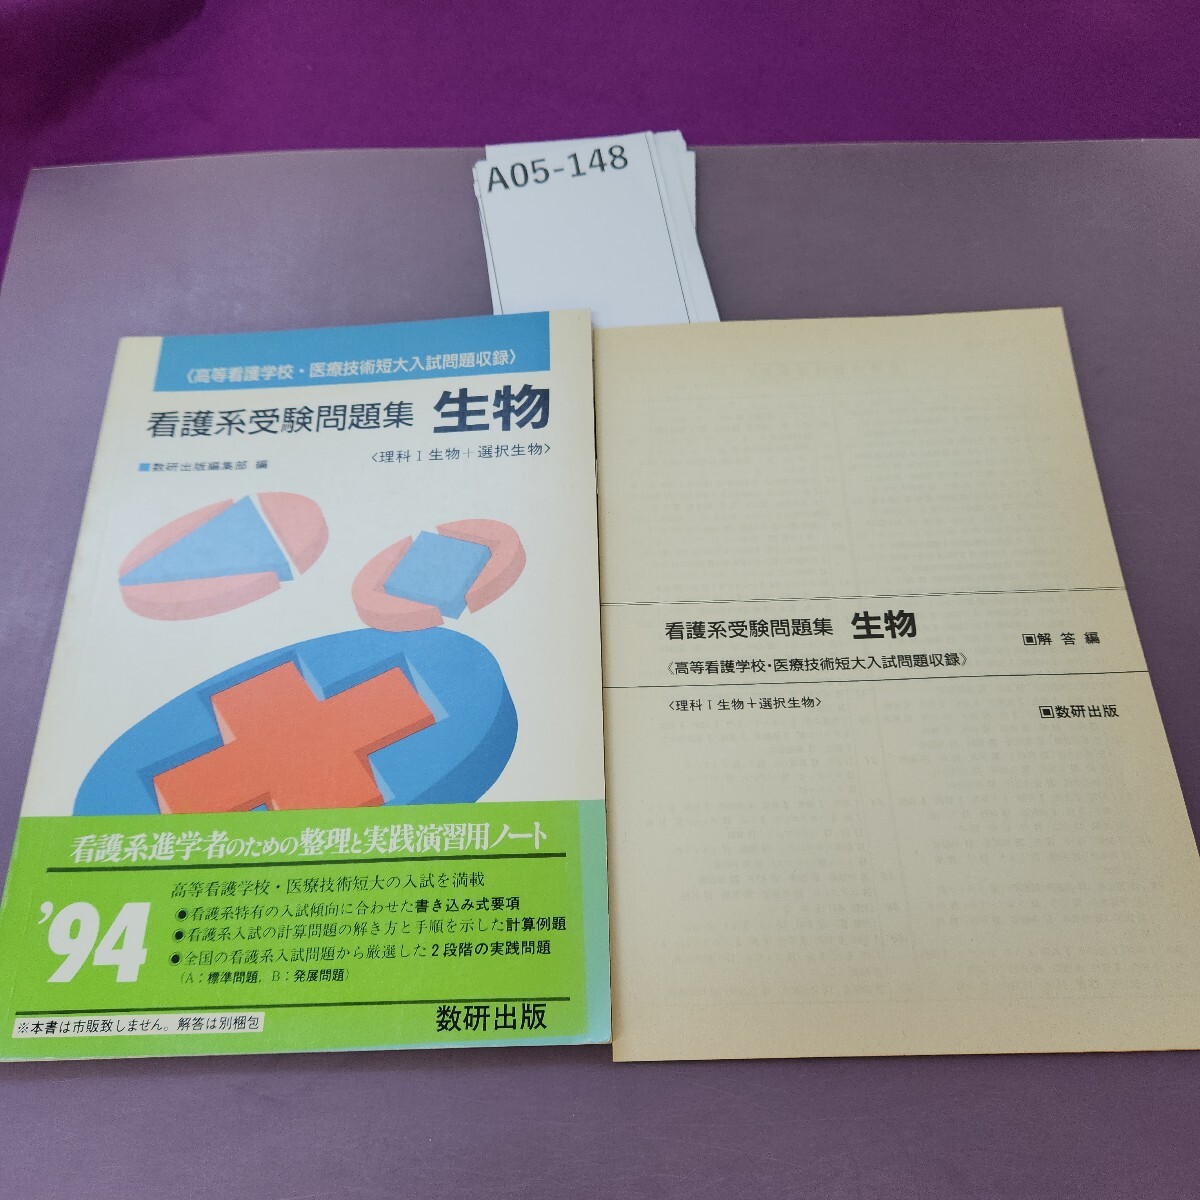 A05-148
《高等看護学校・医療技術短大入試問題収録》
看護系受験問題集 生物
■数研出版編集部 編
〈理科Ⅰ生物＋選択生物〉
看護系進学者のための整理と実践演習用ノート
'94
高等看護学校・医療技術短大の入試を満載
●看護系特有の入試傾向に合わせた書き込み式要項
●看護系入試の計算問題の解き方と手順を示した計算例題
●全国の看護系入試問題から厳選した2段階の実践問題
(A：標準問題, B：発展問題)
※本書は市販致しません。解答は別梱包
数研出版
看護系受験問題集 生物
▣解答編
《高等看護学校・医療技術短大入試問題収録》
〈理科Ⅰ生物＋選択生物〉
▣数研出版